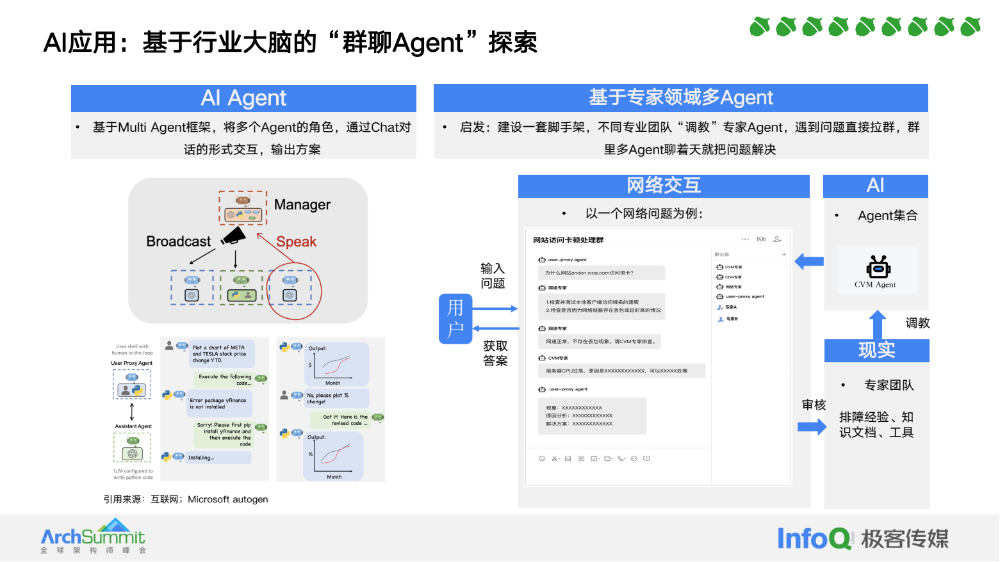 AI应用：基于行业大脑的“群聊Agent”探索
AI Agent
• 基于Multi Agent框架，将多个Agent的角色，通过Chat对
话的形式交互，输出方案
Manager
Broadcast
Speak
Uses shell with
human-in-the-loop
User Proxy Agent
Assistant Agent
LLM configured to
write python code
Plot a chart of META
and TESLA stock price
change YTD.
Execute the following
code…
Error package yfinance
is not installed
Sorry! Please first pip
install yfinance and
then execute the
code
Installing…
Output:
$
Month
No, please plot %
change!
Got it! Here is the
revised code …
Output:
%
Month
引用来源：互联网；Microsoft autogen
基于专家领域多Agent
• 启发：建设一套脚手架，不同专业团队“调教”专家Agent，遇到问题直接拉群，群
里多Agent聊着天就把问题解决
用户
输入
问题
获取
答案
网络交互
• 以一个网络问题为例：
网站访问卡顿处理群
user-proxy agent
为什么网站andon.woa.com访问很卡?
网络专家
1.检查并测试本地客户端访问域名的速度
2.检查是否因为网络链路存在丢包或延时高的情况
网络专家
网速正常，不存在丢包现象。请CVM专家排查。
CVM专家
服务器CPU过高，原因是XXXXXXXXXXXX，可以XXXXX处理
user-proxy agent
现象：XXXXXXXXXXXX
原因分析：XXXXXXXXXXXX
解决方案：XXXXXXXXXXXX
群公告
CVM专家
CDN专家
网络专家
user-proxy agent
专家A
专家B
AI
• Agent集合
CVM Agent
调教
现实
• 专家团队
排障经验、知
识文档、工具
审核
ArchSummit
全球架构师峰会
InfoQ 极客传媒